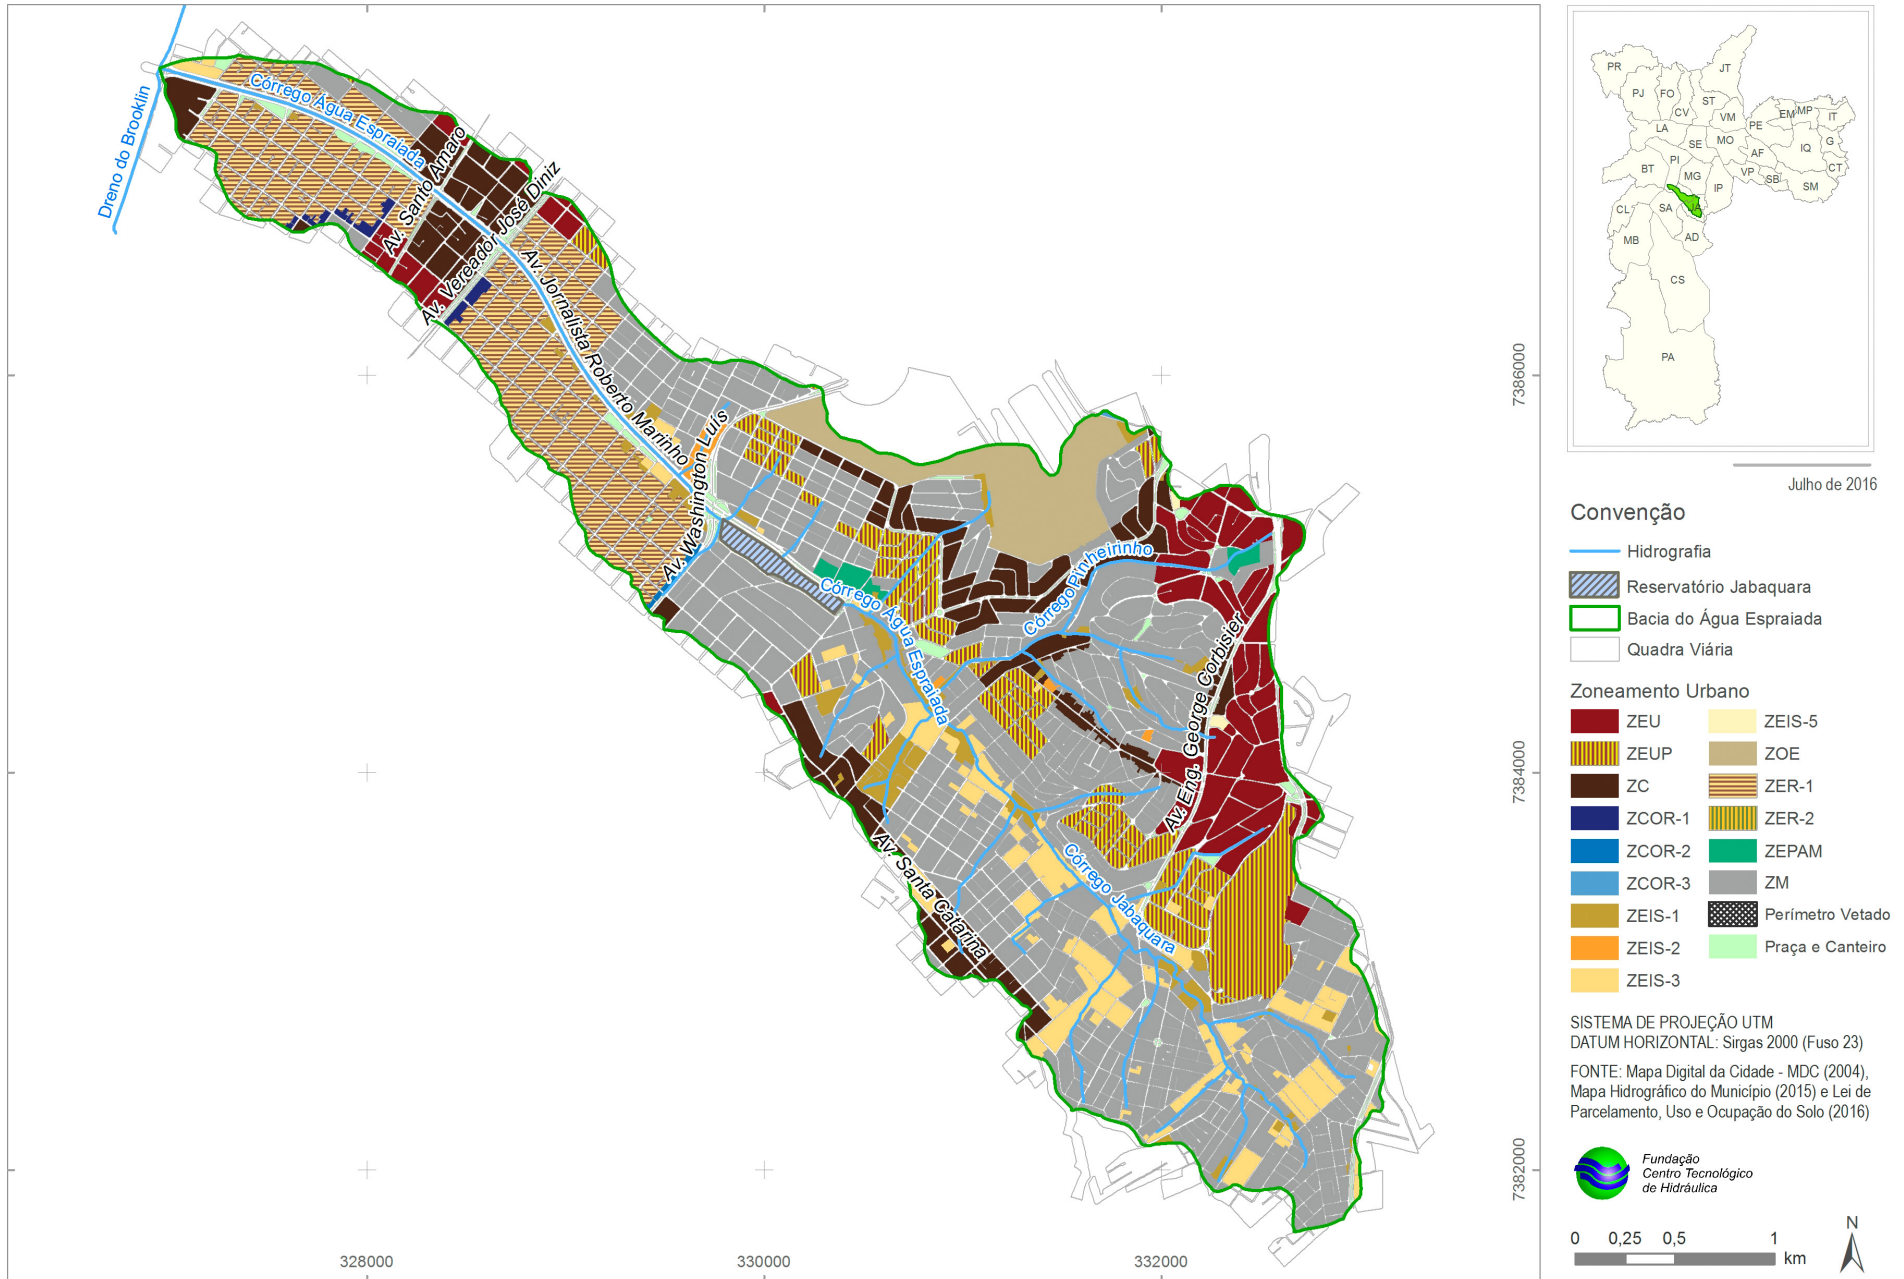 Dreno do Brooklin
Córrego Água Espraiada
Av. Santo Amaro
Av. Vereador José Diniz
Av. Jornalista Roberto Marinho
Av. Washington Luís
Córrego Água Espraiada
Córrego Pinheirinho
Av. Eng. George Corbisier
Córrego Jabaquara
Av. Santa Catarina
328000
330000
332000
7386000
7384000
7382000
PR
JT
PJ
FO
ST
CV
VM
PE
EM
MP
IT
LA
SE
MO
AF
IQ
G
BT
PI
MG
IP
VP
SB
CT
SM
CL
SA
JA
MB
AD
CS
PA
Julho de 2016
Convenção
Hidrografia
Reservatório Jabaquara
Bacia do Água Espraiada
Quadra Viária
Zoneamento Urbano
ZEU
ZEUP
ZC
ZCOR-1
ZCOR-2
ZCOR-3
ZEIS-1
ZEIS-2
ZEIS-3
ZEIS-5
ZOE
ZER-1
ZER-2
ZEPAM
ZM
Perímetro Vetado
Praça e Canteiro
SISTEMA DE PROJEÇÃO UTM
DATUM HORIZONTAL: Sirgas 2000 (Fuso 23)
FONTE: Mapa Digital da Cidade - MDC (2004),
Mapa Hidrográfico do Município (2015) e Lei de
Parcelamento, Uso e Ocupação do Solo (2016)
Fundação
Centro Tecnológico
de Hidráulica
0 0,25 0,5 1
km
N